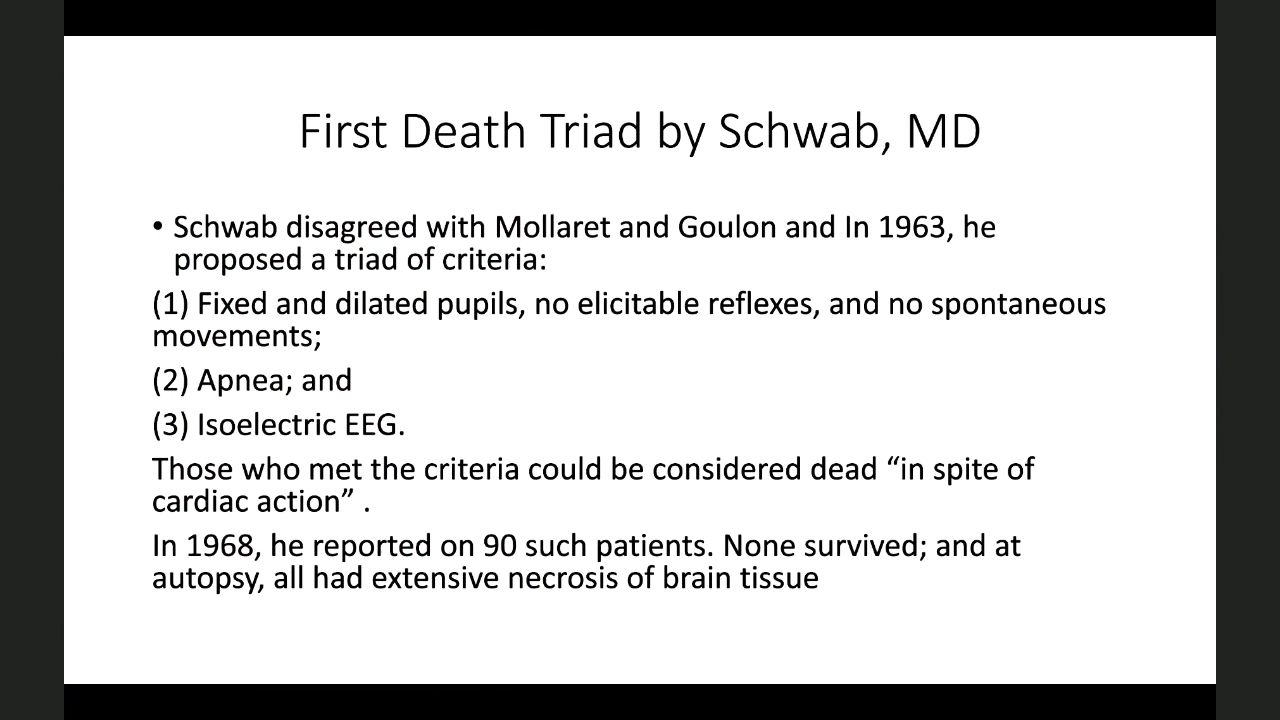 First Death Triad by Schwab, MD
• Schwab disagreed with Mollaret and Goulon and In 1963, he
proposed a triad of criteria:
(1) Fixed and dilated pupils, no elicitable reflexes, and no spontaneous
movements;
(2) Apnea; and
(3) Isoelectric EEG.
Those who met the criteria could be considered dead “in spite of
cardiac action” .
In 1968, he reported on 90 such patients. None survived; and at
autopsy, all had extensive necrosis of brain tissue